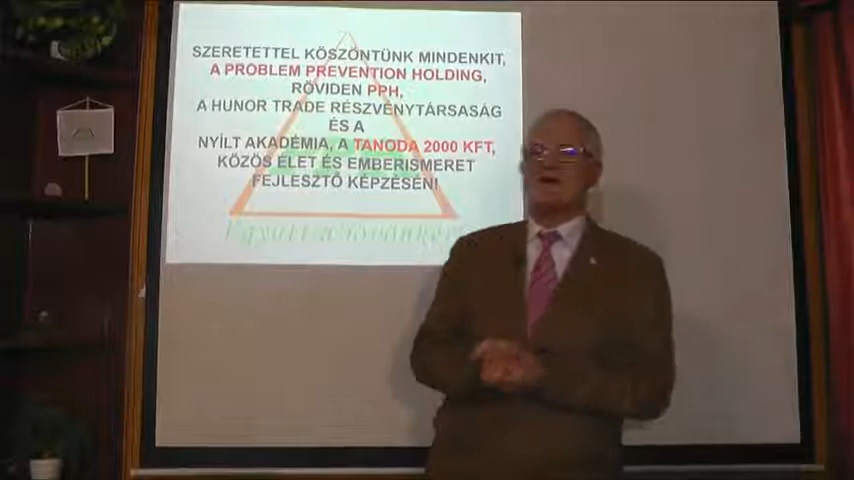 SZERETETTEL KÖSZÖNTÜNK MINDENKIT,
A PROBLEM PREVENTION HOLDING,
RÖVIDEN PPH,
A HUNOR TRADE RÉSZVÉNYTÁRSASÁG
ÉS A
NYÍLT AKADÉMIA, A TANODA 2000 KFT,
KÖZÖS ÉLET ÉS EMBERISMERET
FEJLESZTŐ KÉPZÉSEIN!